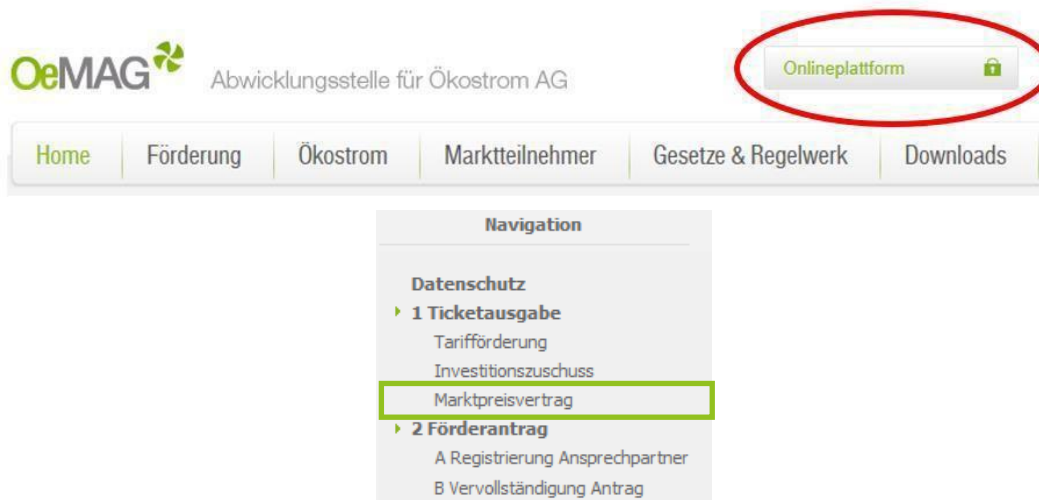 OeMAG Abwicklungsstelle für Ökostrom AG
Onlineplattform
Home Förderung Ökostrom Marktteilnehmer Gesetze & Regelwerk Downloads
Navigation
Datenschutz
1 Ticketausgabe
Tarifförderung
Investitionszuschuss
Marktpreisvertrag
2 Förderantrag
A Registrierung Ansprechpartner
B Vervollständigung Antrag